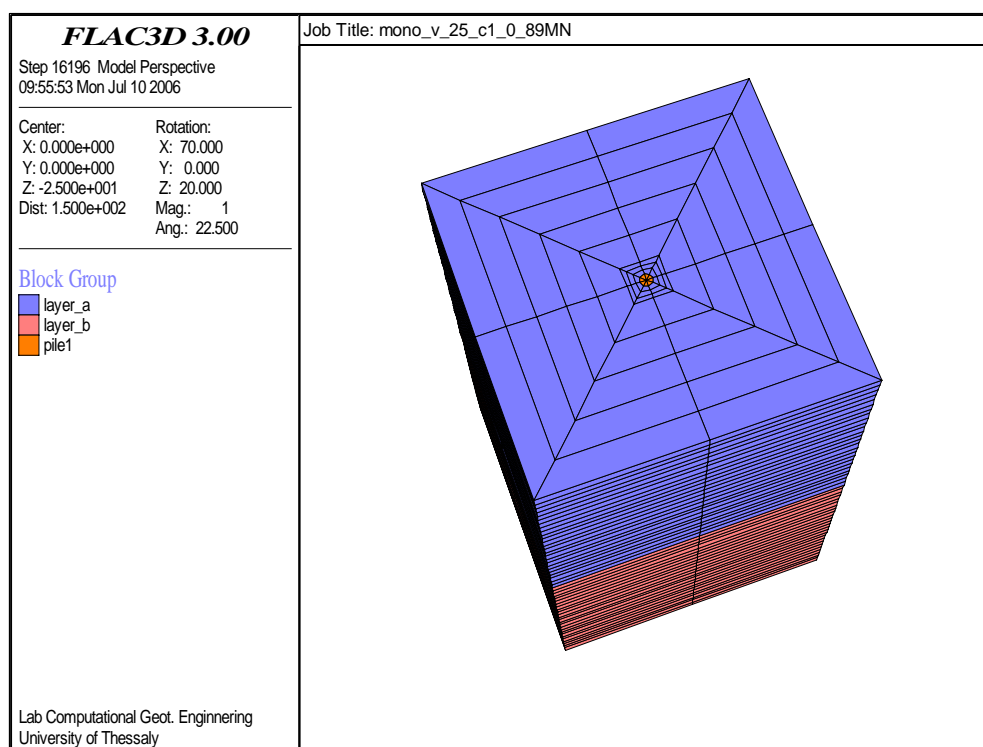 FLAC3D 3.00
Step 16196 Model Perspective
09:55:53 Mon Jul 10 2006
Center:
X: 0.000e+000
Y: 0.000e+000
Z: -2.500e+001
Dist: 1.500e+002
Rotation:
X: 70.000
Y: 0.000
Z: 20.000
Mag.: 1
Ang.: 22.500
Block Group
layer_a
layer_b
pile1
Lab Computational Geot. Enginnering
University of Thessaly
Job Title: mono_v_25_c1_0_89MN